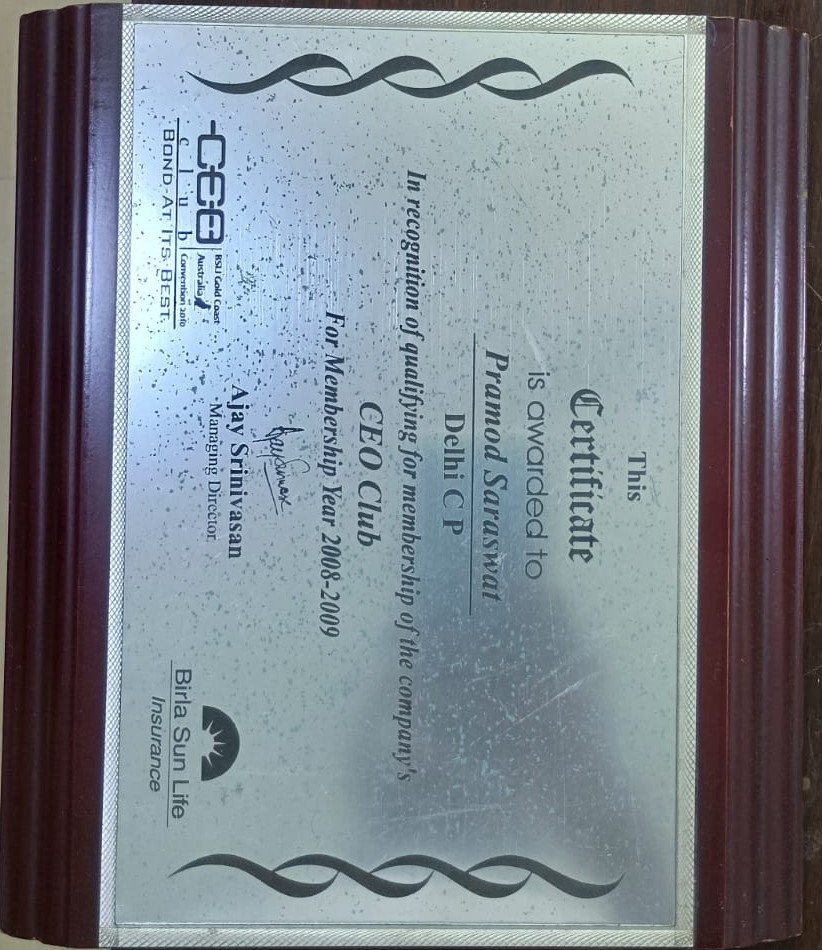 This
Certificate
is awarded to
Pramod Saraswat
Delhi C P
In recognition of qualifying for membership of the company's
CEO Club
For Membership Year 2008-2009
Ajay Srinivasan
Managing Director
CEO
club
BSLI Gold Coast
Australia
Convention 2010
BOND-AT ITS BEST
Birla Sun Life
Insurance